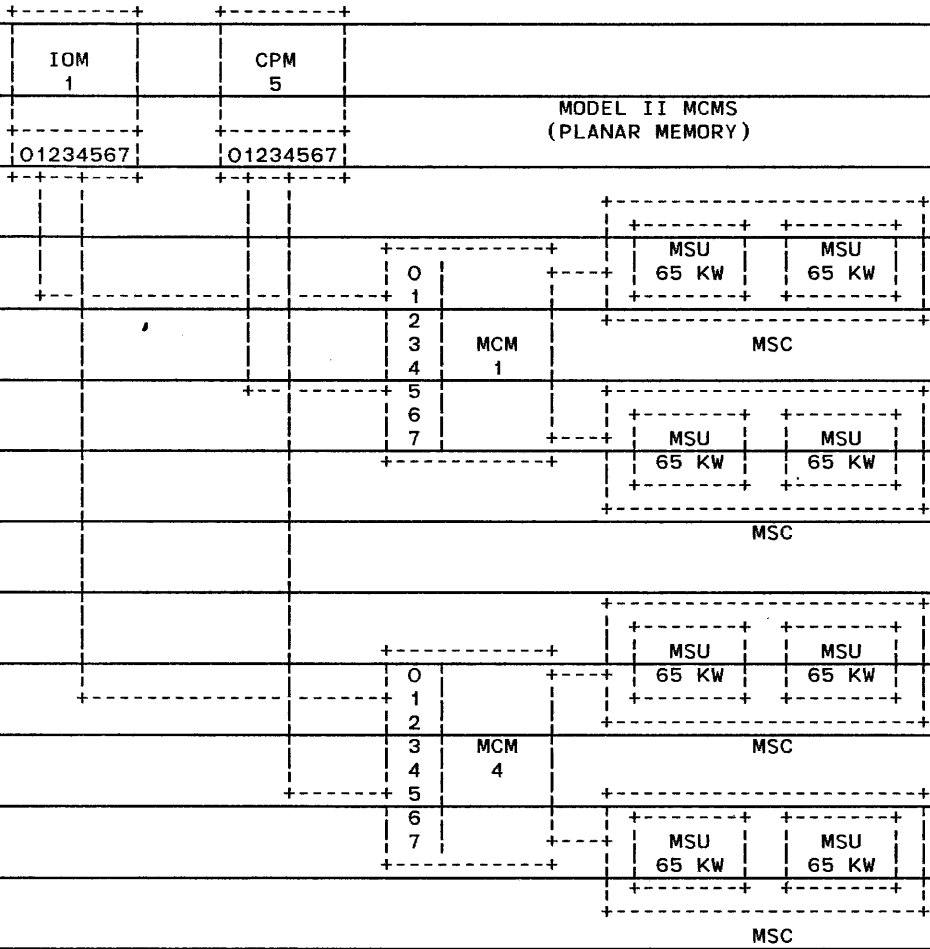 IOM CPM
1 5
MODEL II MCMS
(PLANAR MEMORY)
01234567 01234567
MSU MSU
65 KW 65 KW
MSC
0
1
2
3
4
5
6
7
MCM
1
MSU MSU
65 KW 65 KW
MSC
MSU MSU
65 KW 65 KW
MSC
0
1
2
3
4
5
6
7
MCM
4
MSU MSU
65 KW 65 KW
MSC